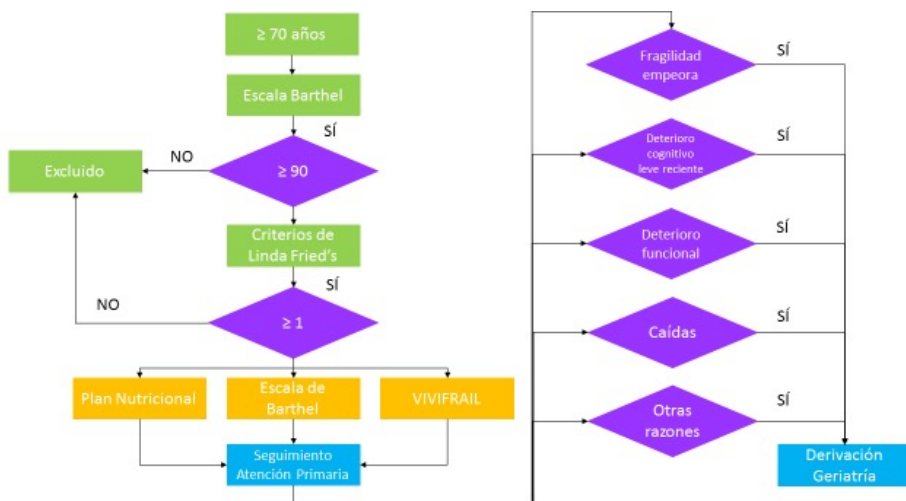 ≥ 70 años
Escala Barthel
SÍ
≥ 90
NO
Excluido
Criterios de
Linda Fried's
SÍ
NO
≥ 1
Plan Nutricional
Escala de
Barthel
VIVIFRAIL
Seguimiento
Atención Primaria
Fragilidad
empeora
SÍ
Deterioro
cognitivo
leve reciente
SÍ
Deterioro
funcional
SÍ
Caídas
SÍ
Otras
razones
SÍ
Derivación
Geriatría